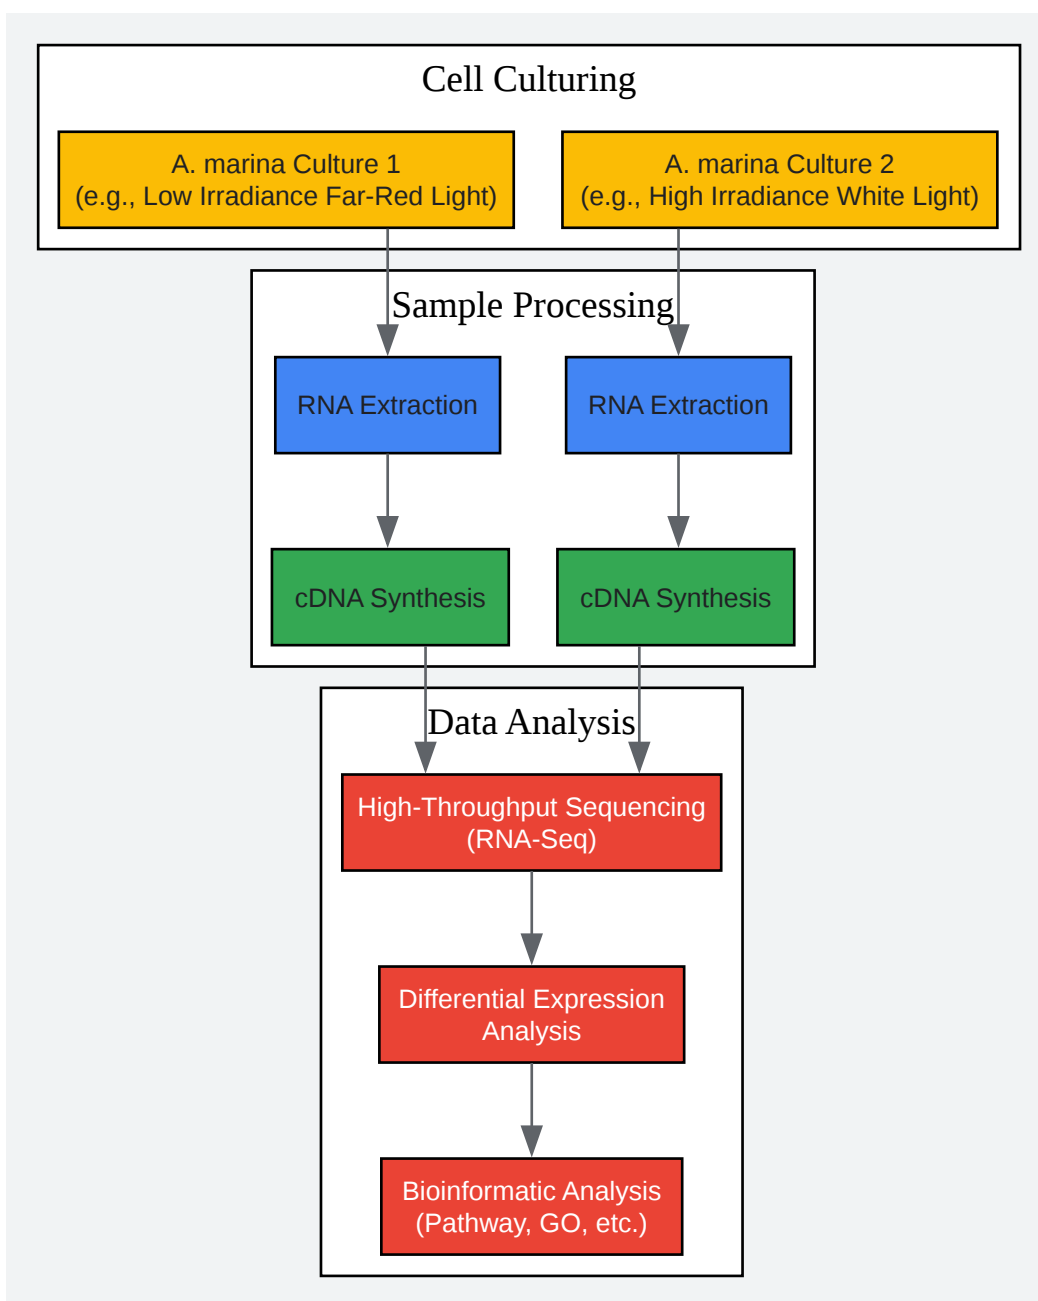 Cell Culturing
A. marina Culture 1
(e.g., Low Irradiance Far-Red Light)
A. marina Culture 2
(e.g., High Irradiance White Light)
Sample Processing
RNA Extraction
RNA Extraction
cDNA Synthesis
cDNA Synthesis
Data Analysis
High-Throughput Sequencing
(RNA-Seq)
Differential Expression
Analysis
Bioinformatic Analysis
(Pathway, GO, etc.)